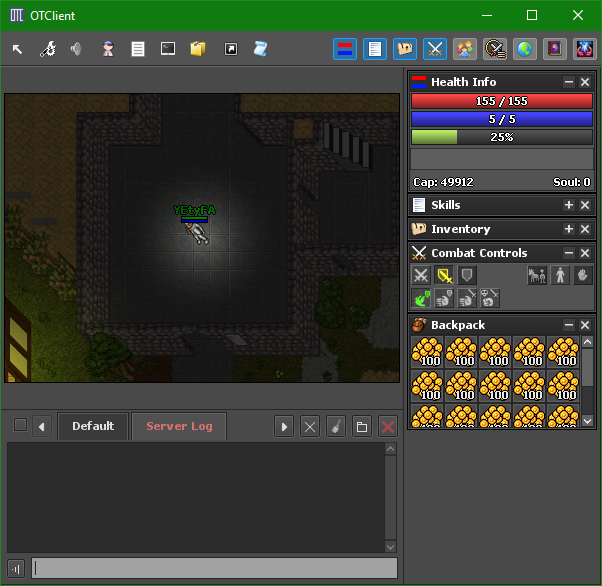 OTClient
Health Info
155 / 155
5 / 5
25%
Cap: 49912 Soul: 0
Skills
Inventory
Combat Controls
Backpack
100 100 100 100 100
100 100 100 100 100
YEtyFA
Default Server Log